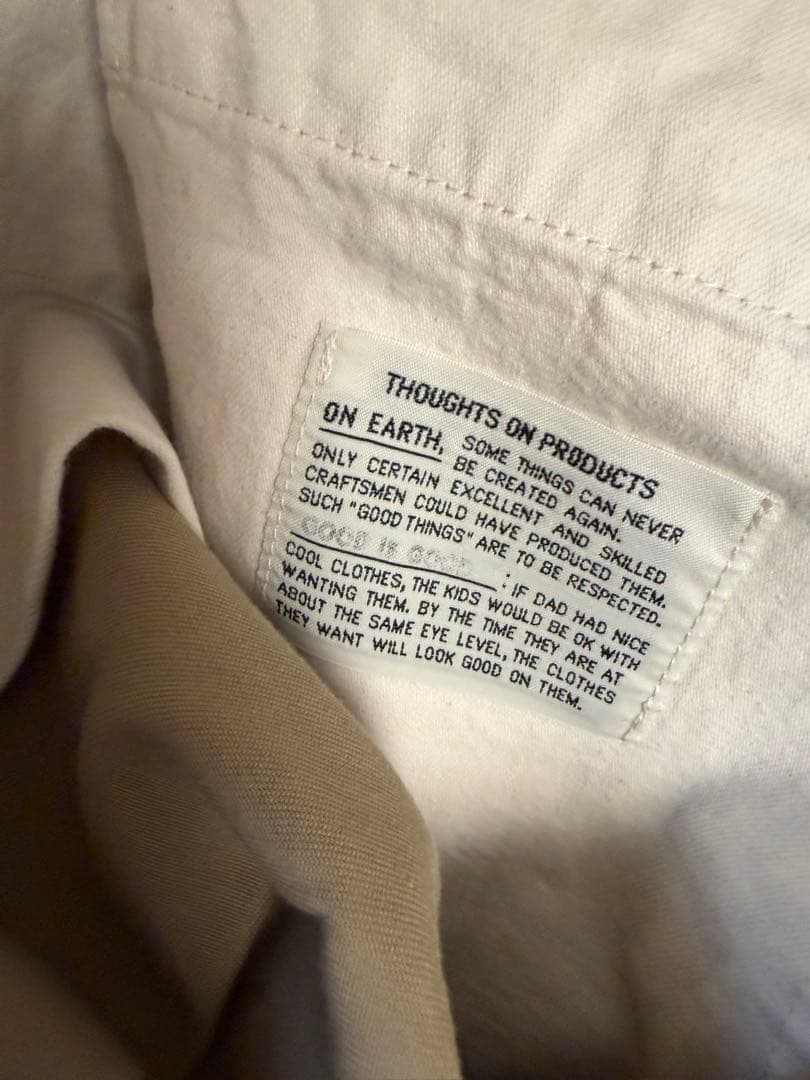 THOUGHTS ON PRODUCTS
ON EARTH, SOME THINGS CAN NEVER
BE CREATED AGAIN.
ONLY CERTAIN EXCELLENT AND SKILLED
CRAFTSMEN COULD HAVE PRODUCED THEM.
SUCH "GOOD THINGS" ARE TO BE RESPECTED.
GOOD IS GOOD : IF DAD HAD NICE
COOL CLOTHES, THE KIDS WOULD BE OK WITH
WANTING THEM. BY THE TIME THEY ARE AT
ABOUT THE SAME EYE LEVEL, THE CLOTHES
THEY WANT WILL LOOK GOOD ON THEM.